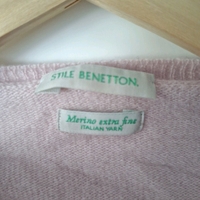 STILE BENETTON.
Merino extra fine
ITALIAN YARN